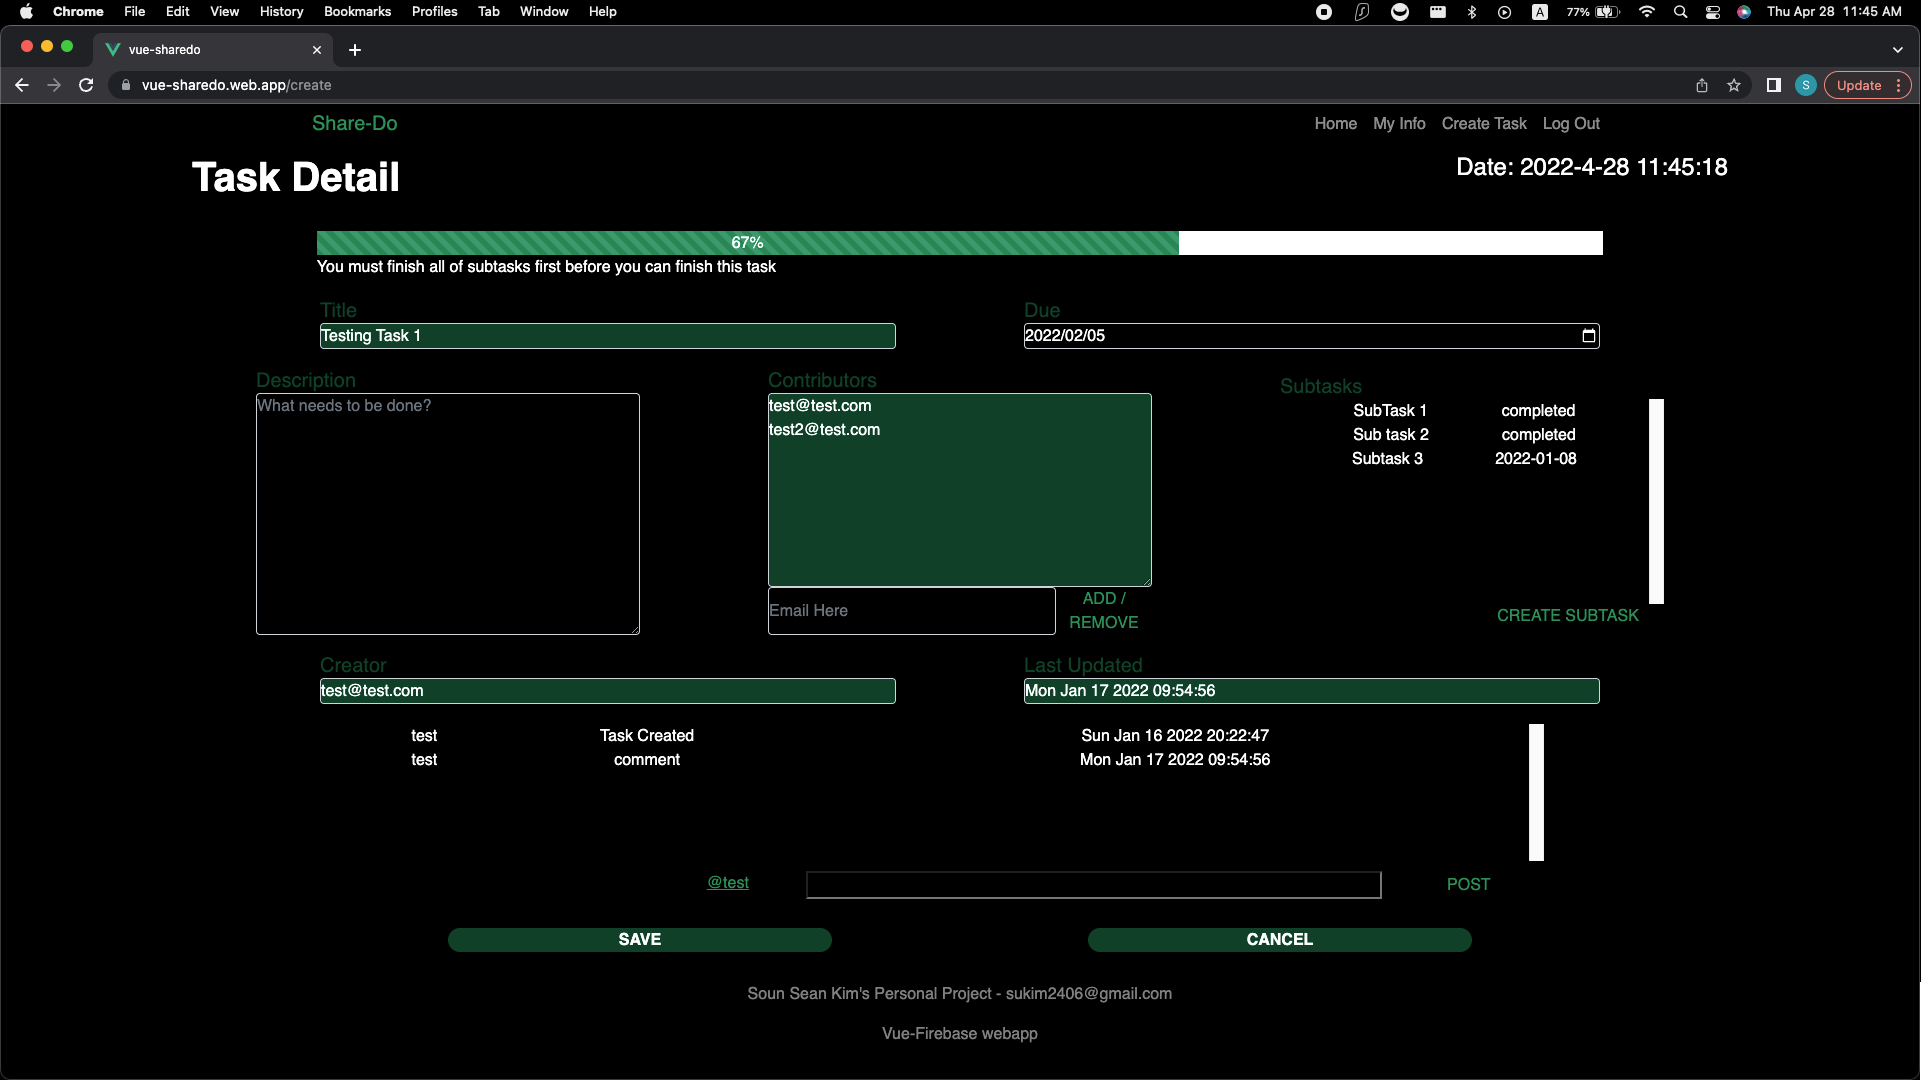 Chrome File Edit View History Bookmarks Profiles Tab Window Help A 77% Thu Apr 28 11:45 AM
vue-sharedo
vue-sharedo.web.app/create S Update
Share-Do Home My Info Create Task Log Out
Task Detail Date: 2022-4-28 11:45:18
67%
You must finish all of subtasks first before you can finish this task
Title Due
Testing Task 1 2022/02/05
Description Contributors Subtasks
What needs to be done? test@test.com SubTask 1 completed
test2@test.com Sub task 2 completed
Subtask 3 2022-01-08
Email Here ADD /
REMOVE CREATE SUBTASK
Creator Last Updated
test@test.com Mon Jan 17 2022 09:54:56
test Task Created Sun Jan 16 2022 20:22:47
test comment Mon Jan 17 2022 09:54:56
@test POST
SAVE CANCEL
Soun Sean Kim's Personal Project - sukim2406@gmail.com
Vue-Firebase webapp